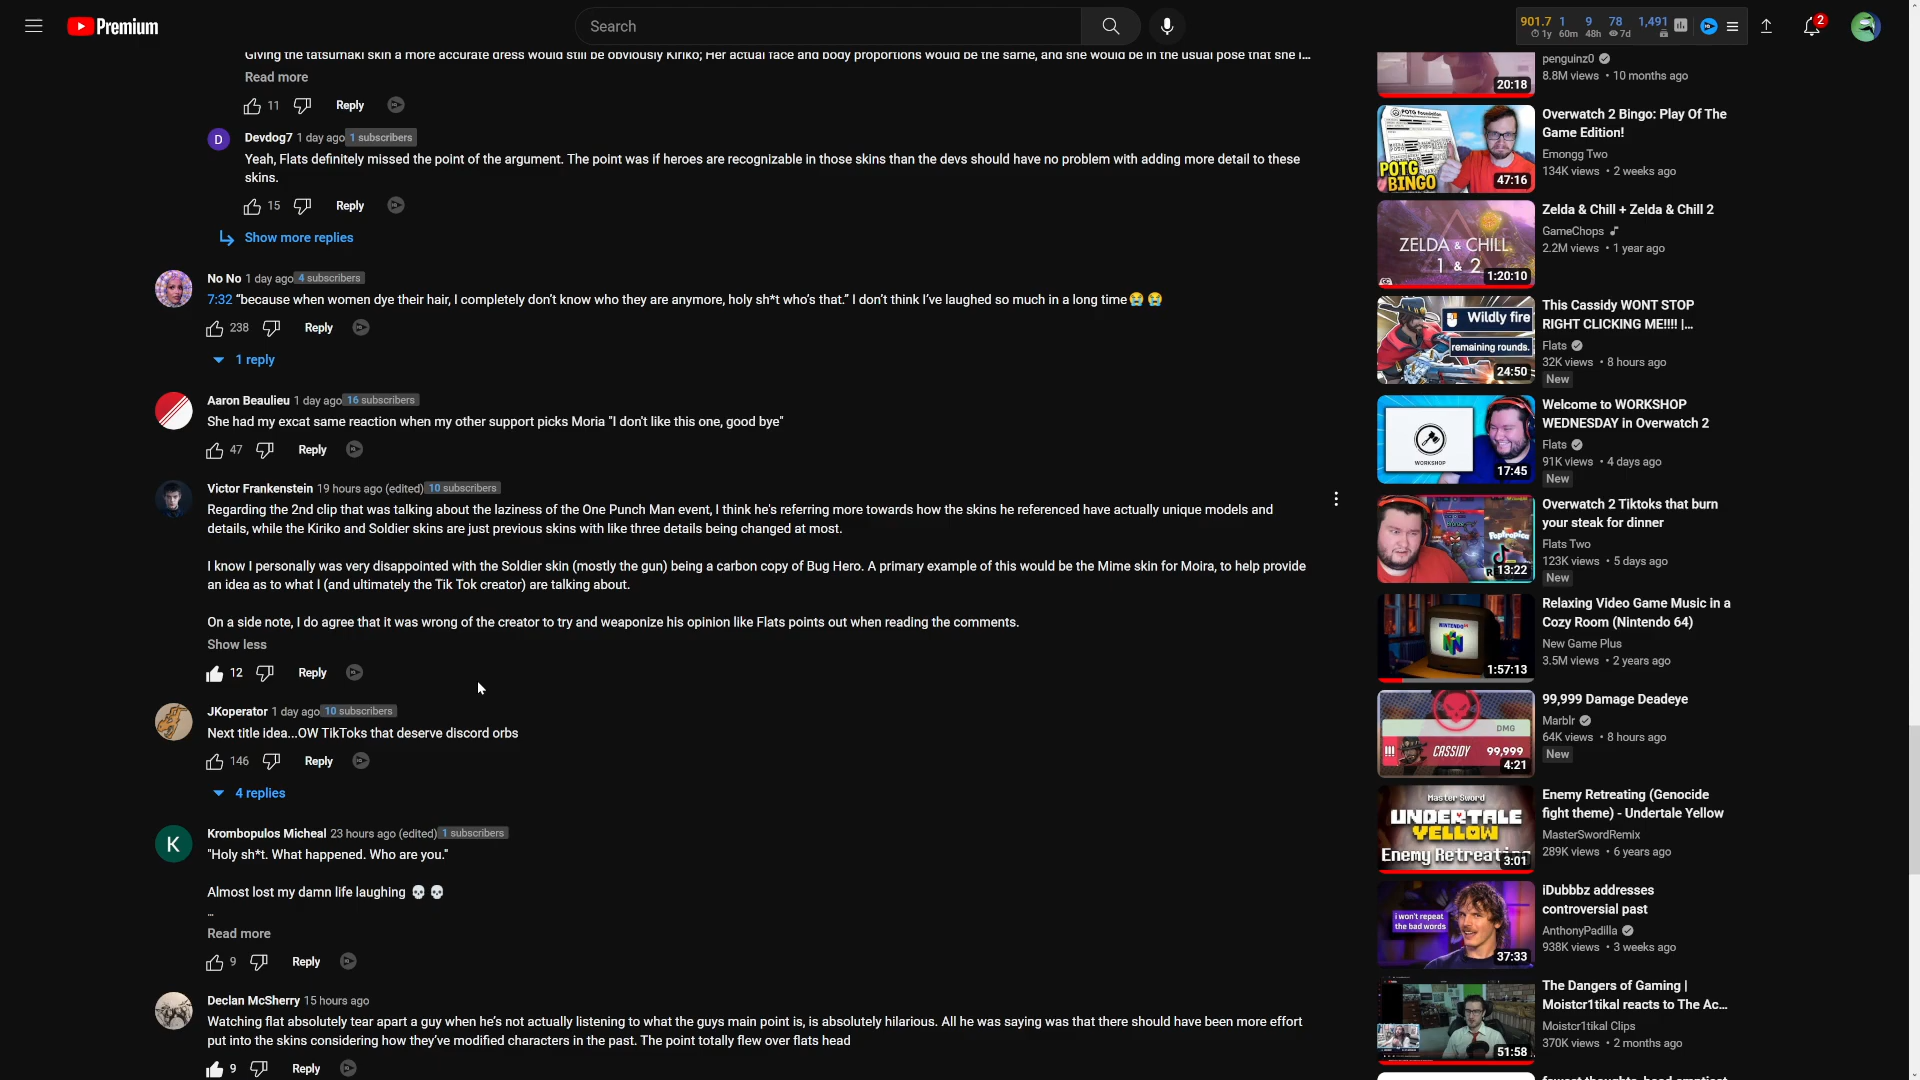 Premium
Search
901.7 1 9 78 1,491
1y 60m 48h 7d
2
Giving the tatsumaki skin a more accurate dress would still be obviously Kiriko; Her actual face and body proportions would be the same, and she would be in the usual pose that she i...
Read more
11 Reply
D
Devdog7 1 day ago 1 subscribers
Yeah, Flats definitely missed the point of the argument. The point was if heroes are recognizable in those skins than the devs should have no problem with adding more detail to these
skins.
15 Reply
Show more replies
No No 1 day ago 4 subscribers
7:32 “because when women dye their hair, I completely don’t know who they are anymore, holy sh*t who’s that.” I don’t think I’ve laughed so much in a long time😭 😭
238 Reply
1 reply
Aaron Beaulieu 1 day ago 16 subscribers
She had my excat same reaction when my other support picks Moria "I don't like this one, good bye"
47 Reply
Victor Frankenstein 19 hours ago (edited) 10 subscribers
Regarding the 2nd clip that was talking about the laziness of the One Punch Man event, I think he's referring more towards how the skins he referenced have actually unique models and
details, while the Kiriko and Soldier skins are just previous skins with like three details being changed at most.
I know I personally was very disappointed with the Soldier skin (mostly the gun) being a carbon copy of Bug Hero. A primary example of this would be the Mime skin for Moira, to help provide
an idea as to what I (and ultimately the Tik Tok creator) are talking about.
On a side note, I do agree that it was wrong of the creator to try and weaponize his opinion like Flats points out when reading the comments.
Show less
12 Reply
JKoperator 1 day ago 10 subscribers
Next title idea...OW TikToks that deserve discord orbs
146 Reply
4 replies
K
Krombopulos Micheal 23 hours ago (edited) 1 subscribers
"Holy sh*t. What happened. Who are you."
Almost lost my damn life laughing 💀 💀
...
Read more
9 Reply
Declan McSherry 15 hours ago
Watching flat absolutely tear apart a guy when he’s not actually listening to what the guys main point is, is absolutely hilarious. All he was saying was that there should have been more effort
put into the skins considering how they’ve modified characters in the past. The point totally flew over flats head
9 Reply
20:18
penguinz0
8.8M views • 10 months ago
POTG
BINGO
47:16
Overwatch 2 Bingo: Play Of The
Game Edition!
Emongg Two
134K views • 2 weeks ago
ZELDA & CHILL
1 & 2
1:20:10
Zelda & Chill + Zelda & Chill 2
GameChops
2.2M views • 1 year ago
Wildly fire
remaining rounds.
24:50
This Cassidy WONT STOP
RIGHT CLICKING ME!!!! |...
Flats
32K views • 8 hours ago
New
WORKSHOP
17:45
Welcome to WORKSHOP
WEDNESDAY in Overwatch 2
Flats
91K views • 4 days ago
New
Poptropica
13:22
Overwatch 2 Tiktoks that burn
your steak for dinner
Flats Two
123K views • 5 days ago
New
NINTENDO
1:57:13
Relaxing Video Game Music in a
Cozy Room (Nintendo 64)
New Game Plus
3.5M views • 2 years ago
DMG
!!! CASSIDY 99,999
4:21
99,999 Damage Deadeye
Marblr
64K views • 8 hours ago
New
Master Sword
UNDERTALE
YELLOW
Enemy Retreating
3:01
Enemy Retreating (Genocide
fight theme) - Undertale Yellow
MasterSwordRemix
289K views • 6 years ago
i won't repeat
the bad words
37:33
iDubbbz addresses
controversial past
AnthonyPadilla
938K views • 3 weeks ago
51:58
The Dangers of Gaming |
Moistcr1tikal reacts to The Ac...
Moistcr1tikal Clips
370K views • 2 months ago